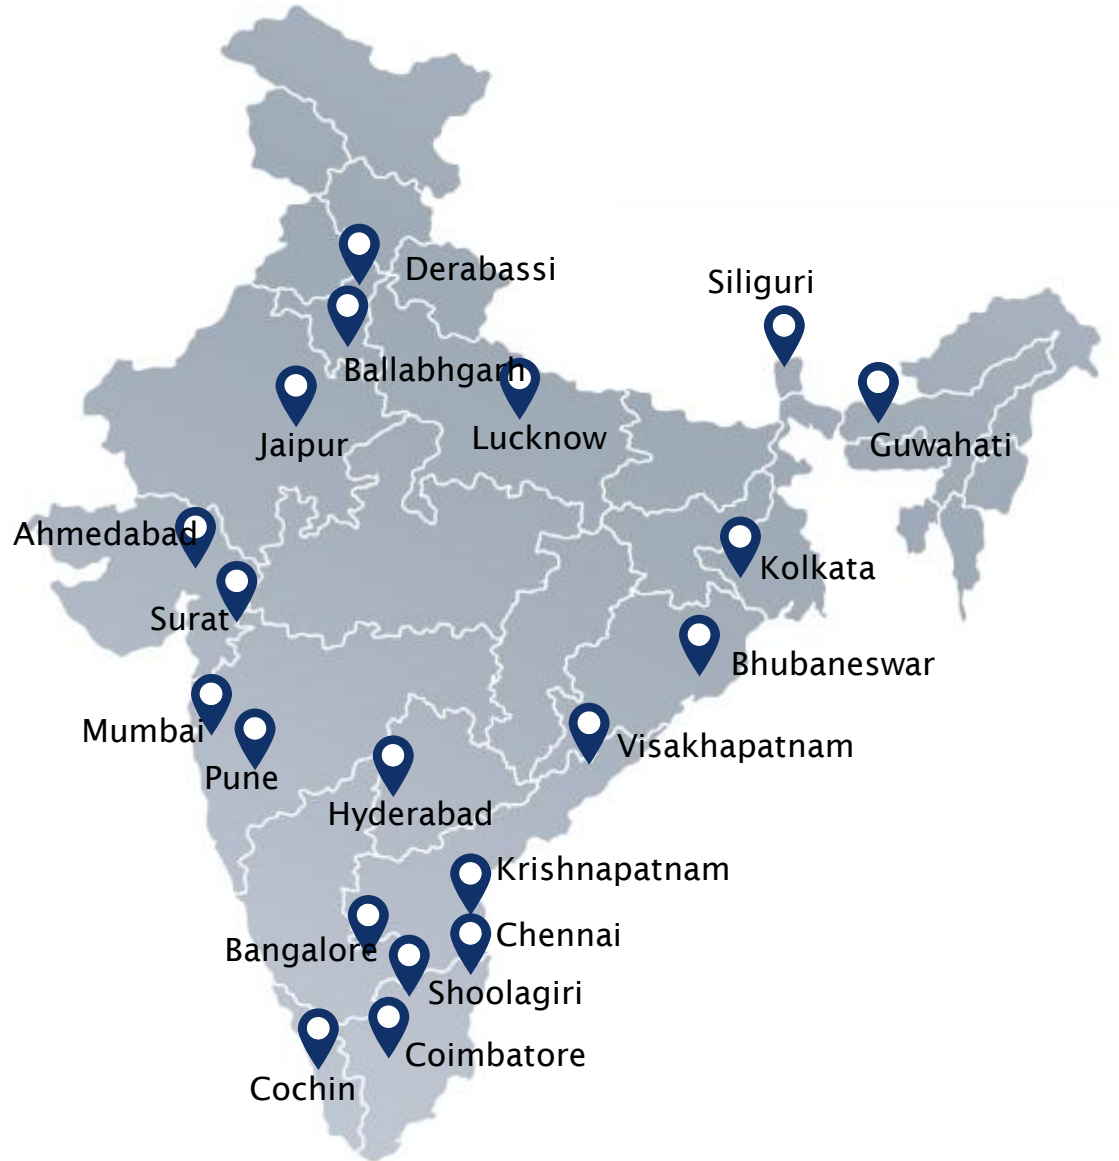 Derabassi
Siliguri
Ballabhgarh
Jaipur
Lucknow
Guwahati
Ahmedabad
Kolkata
Surat
Bhubaneswar
Mumbai
Visakhapatnam
Pune
Hyderabad
Krishnapatnam
Chennai
Bangalore
Shoolagiri
Coimbatore
Cochin